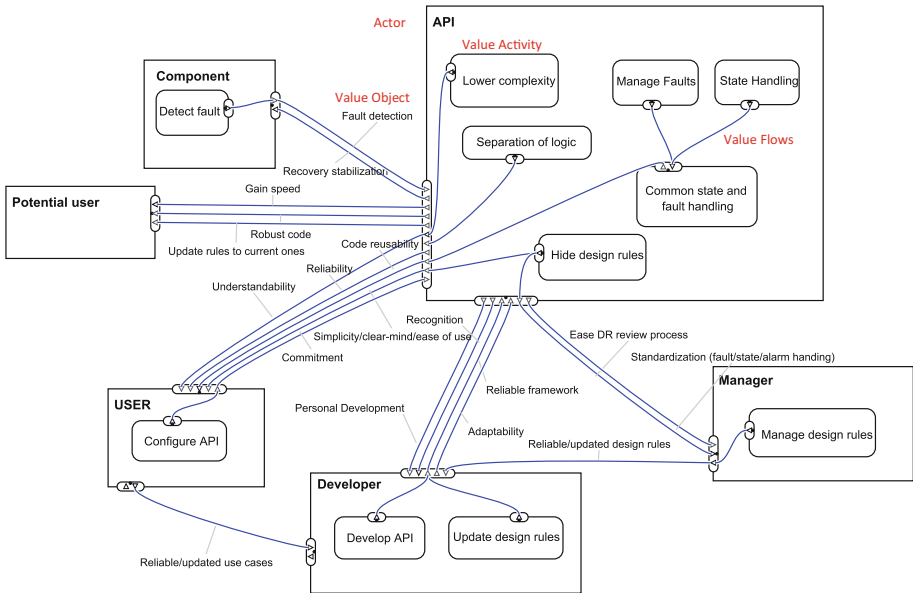 Actor
API
Value Activity
Component
Lower complexity
Manage Faults
State Handling
Detect fault
Value Object
Fault detection
Separation of logic
Value Flows
Recovery stabilization
Gain speed
Potential user
Common state and
fault handling
Robust code
Code reusability
Update rules to current ones
Hide design rules
Reliability
Understandability
Recognition
Simplicity/clear-mind/ease of use
Ease DR review process
Commitment
Standardization (fault/state/alarm handing)
Manager
Reliable framework
USER
Personal Development
Adaptability
Configure API
Reliable/updated design rules
Manage design rules
Developer
Develop API
Update design rules
Reliable/updated use cases